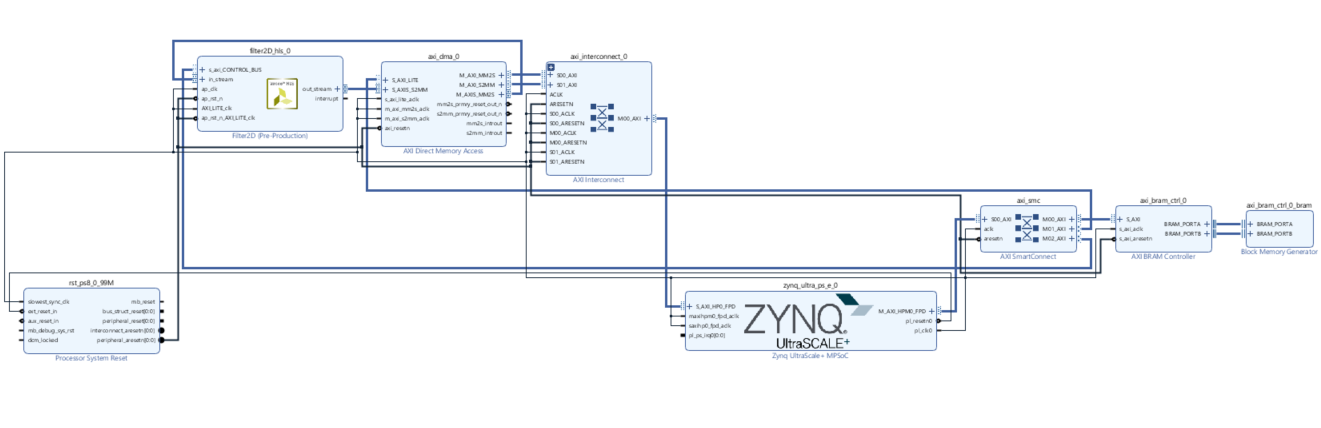 filter2D_hls_0
s_axi_CONTROL_BUS
in_stream
ap_clk
ap_rst_n
AXI_LITE_clk
ap_rst_n_AXI_LITE_clk
out_stream
interrupt
Filter2D (Pre-Production)
axi_dma_0
S_AXI_LITE
S_AXIS_S2MM
s_axi_lite_aclk
m_axi_mm2s_aclk
m_axi_s2mm_aclk
axi_resetn
M_AXI_MM2S
M_AXI_S2MM
M_AXIS_MM2S
mm2s_prmry_reset_out_n
s2mm_prmry_reset_out_n
mm2s_introut
s2mm_introut
AXI Direct Memory Access
axi_interconnect_0
S00_AXI
S01_AXI
ACLK
ARESETN
S00_ACLK
S00_ARESETN
M00_ACLK
M00_ARESETN
S01_ACLK
S01_ARESETN
M00_AXI
AXI Interconnect
axi_smc
S00_AXI
aclk
aresetn
M00_AXI
M01_AXI
M02_AXI
AXI SmartConnect
axi_bram_ctrl_0
S_AXI
s_axi_aclk
s_axi_aresetn
BRAM_PORTA
BRAM_PORTB
AXI BRAM Controller
axi_bram_ctrl_0_bram
BRAM_PORTA
BRAM_PORTB
Block Memory Generator
rst_ps8_0_99M
slowest_sync_clk
ext_reset_in
aux_reset_in
mb_debug_sys_rst
dcm_locked
mb_reset
bus_struct_reset[0:0]
peripheral_reset[0:0]
interconnect_aresetn[0:0]
peripheral_aresetn[0:0]
Processor System Reset
zynq_ultra_ps_e_0
S_AXI_HP0_FPD
maxihpm0_fpd_aclk
saxihp0_fpd_aclk
pl_ps_irq0[0:0]
ZYNQ
UltraSCALE+
M_AXI_HPM0_FPD
pl_resetn0
pl_clk0
Zynq UltraScale+ MPSoC